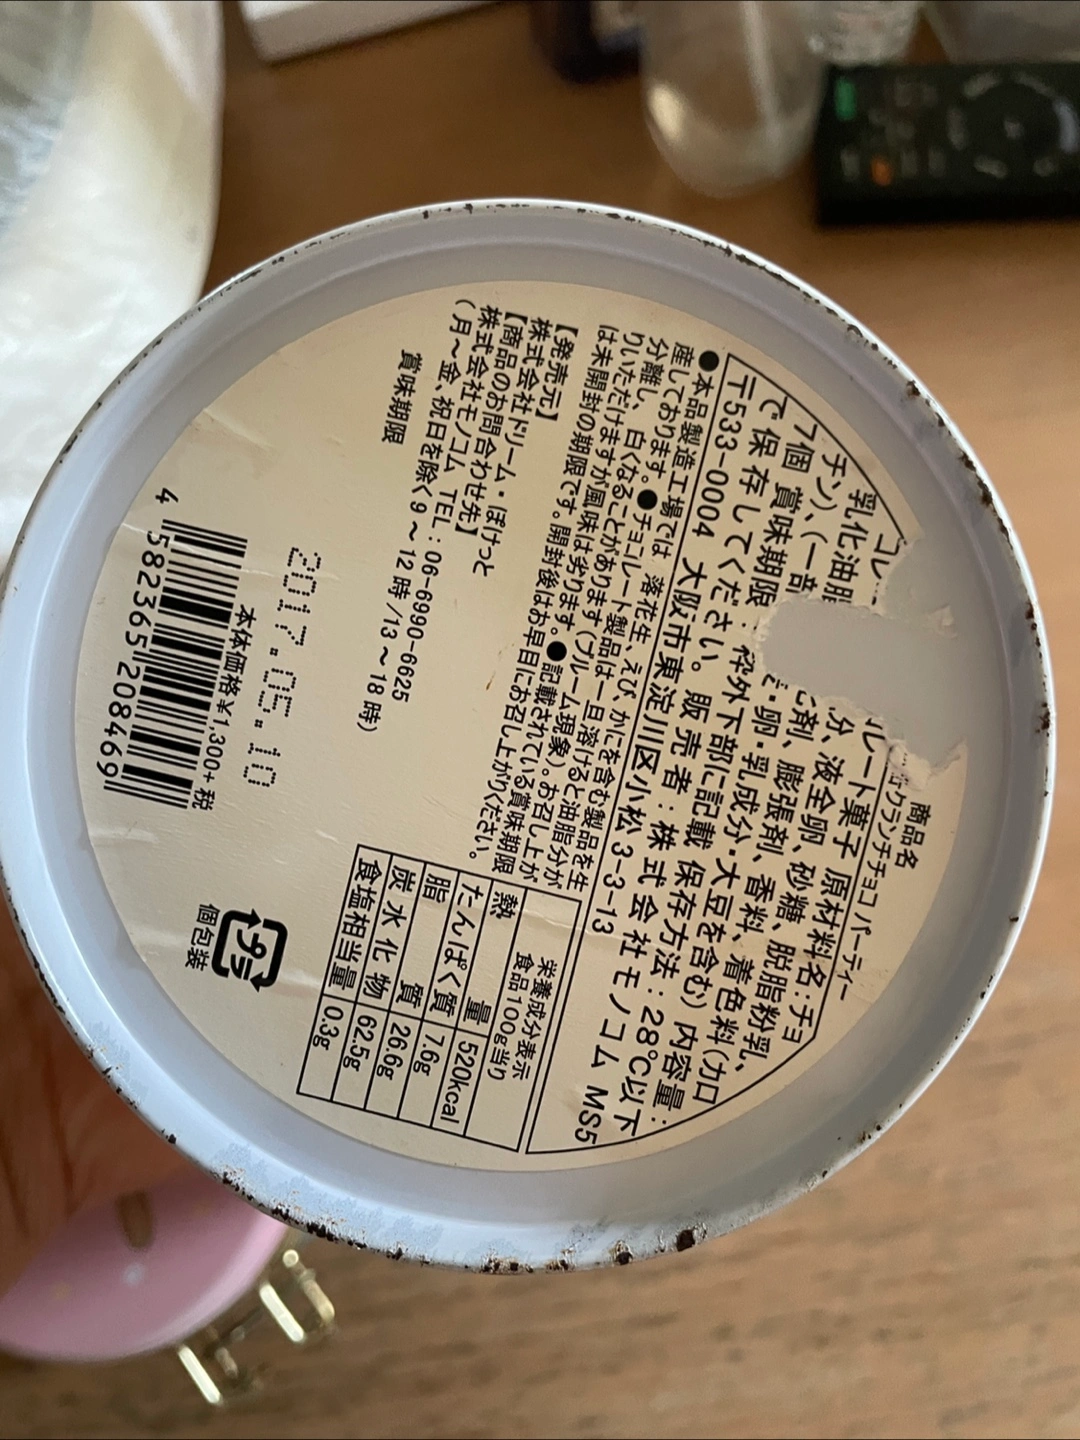 商品名
缶クランチチョコ パーティー
レート菓子 原材料名:チョ
コレ 分、液全卵、砂糖、脱脂粉乳、
乳化油脂 剤、膨張剤、香料、着色料(カロ
チン)、(一部 ・卵・乳成分・大豆を含む) 内容量:
7個 賞味期限:枠外下部に記載 保存方法:28℃以下
で保存してください。 販売者:株式会社モノコム MS5
〒533-0004 大阪市東淀川区小松3-3-13
●本品製造工場では、落花生、えび、かにを含む製品を生
産しております。●チョコレート製品は一旦溶けると油脂分が
分離し、白くなることがあります(ブルーム現象)。お召し上が
りいただけますが風味は劣ります。●記載されている賞味期限
は未開封の期限です。開封後はお早目にお召し上がりください。
【発売元】
株式会社ドリーム・ぽけっと
【商品のお問合わせ先】
株式会社モノコム TEL:06-6990-6625
(月〜金、祝日を除く9〜12時/13〜18時)
賞味期限
2017.05.10
本体価格¥1,300+税
4 582365 208469
栄養成分表示
食品100g当り
熱量 520kcal
たんぱく質 7.6g
脂質 26.6g
炭水化物 62.5g
食塩相当量 0.3g
プラ
個包装